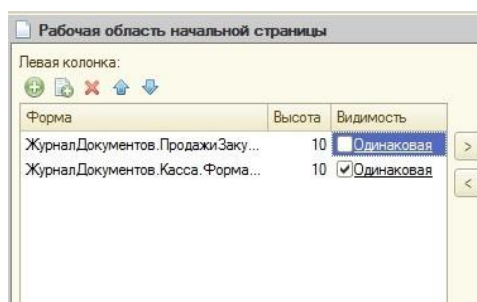 Рабочая область начальной страницы
Левая колонка:
Форма Высота Видимость
ЖурналДокументов.ПродажиЗаку... 10 Одинаковая
ЖурналДокументов.Касса.Форма... 10 Одинаковая
>
<